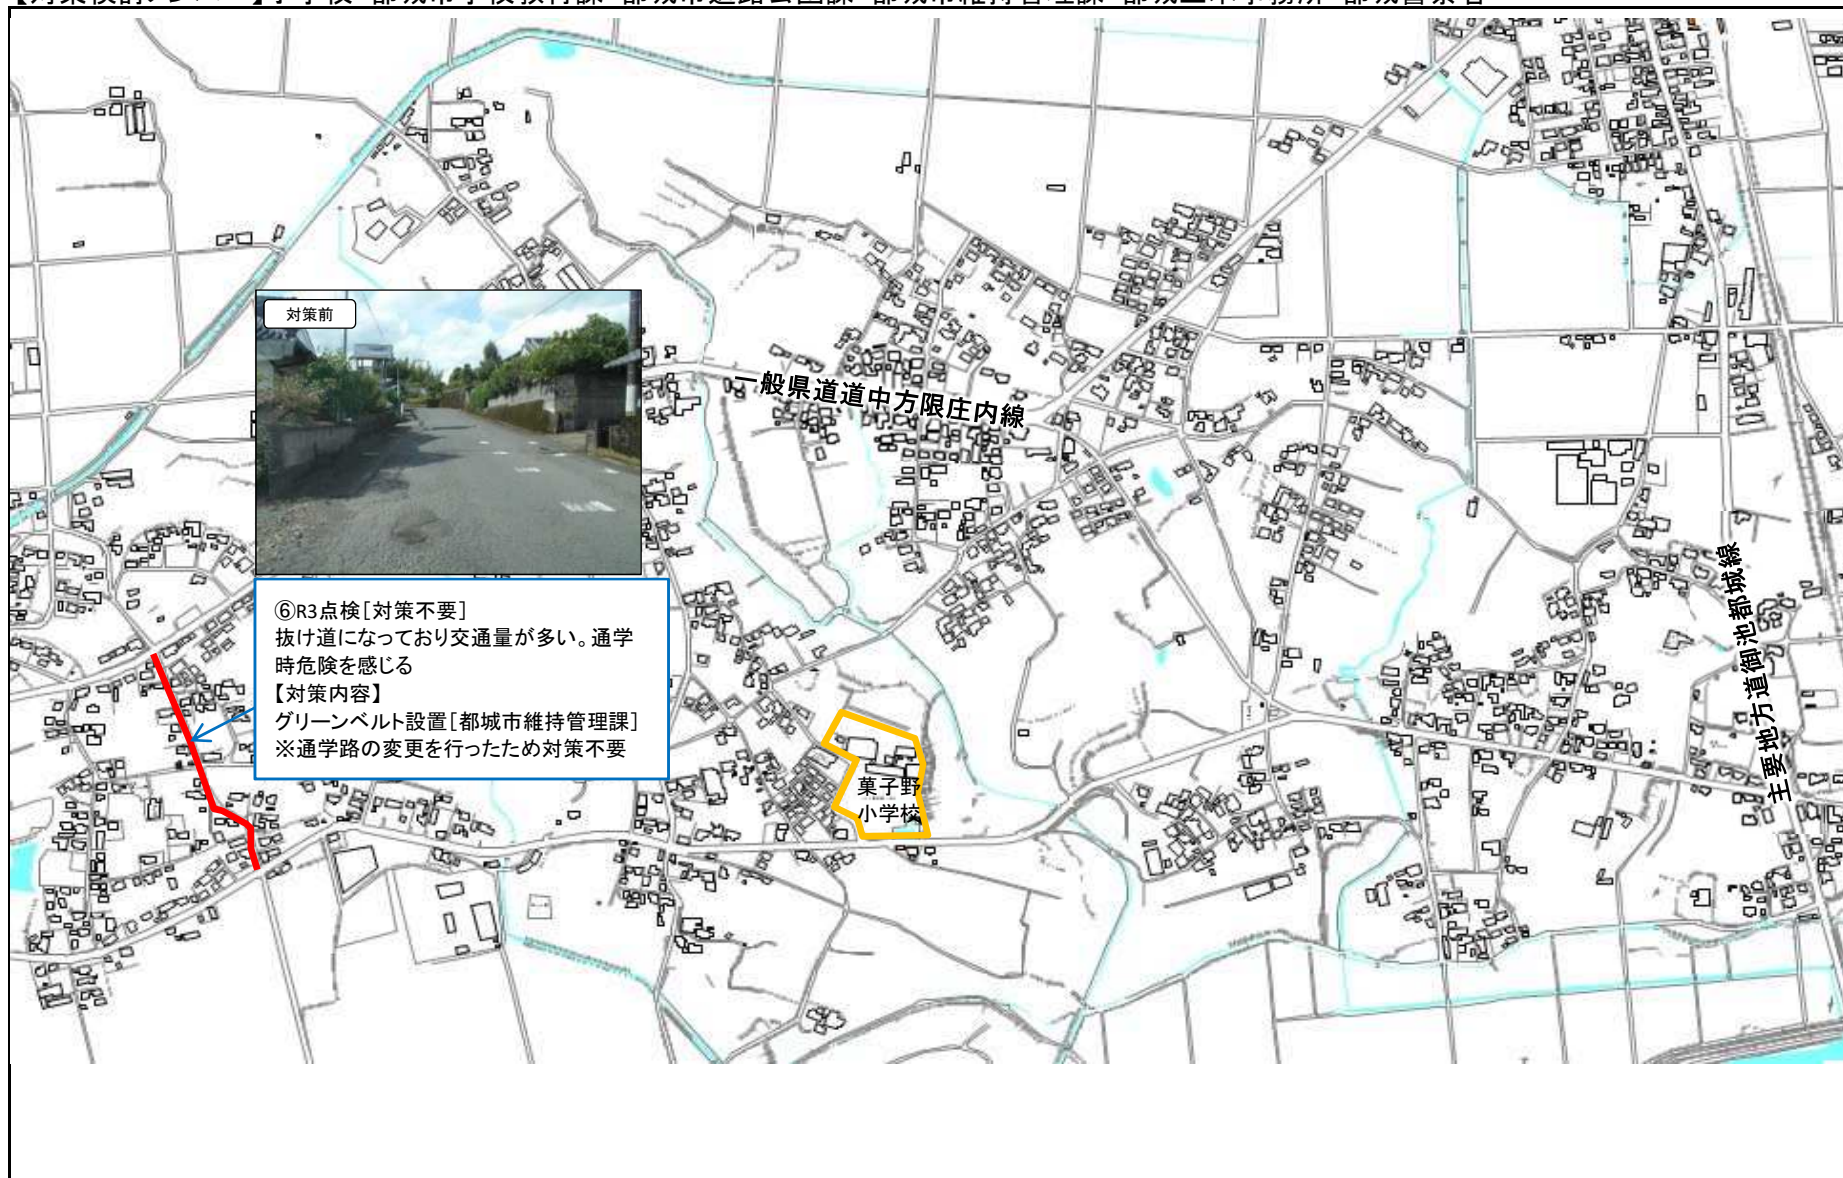 対策前
一般県道道中方限庄内線
⑥R3点検[対策不要]
抜け道になっており交通量が多い。通学
時危険を感じる
【対策内容】
グリーンベルト設置[都城市維持管理課]
※通学路の変更を行ったため対策不要
菓子野
小学校
主要地方道御池都城線